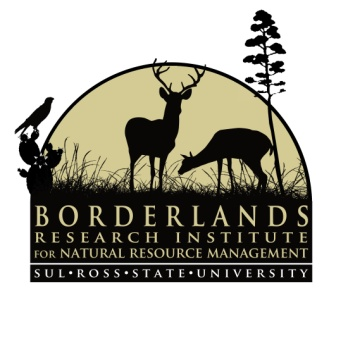 BORDERLANDS
RESEARCH INSTITUTE
FOR NATURAL RESOURCE MANAGEMENT
SUL•ROSS•STATE•UNIVERSITY